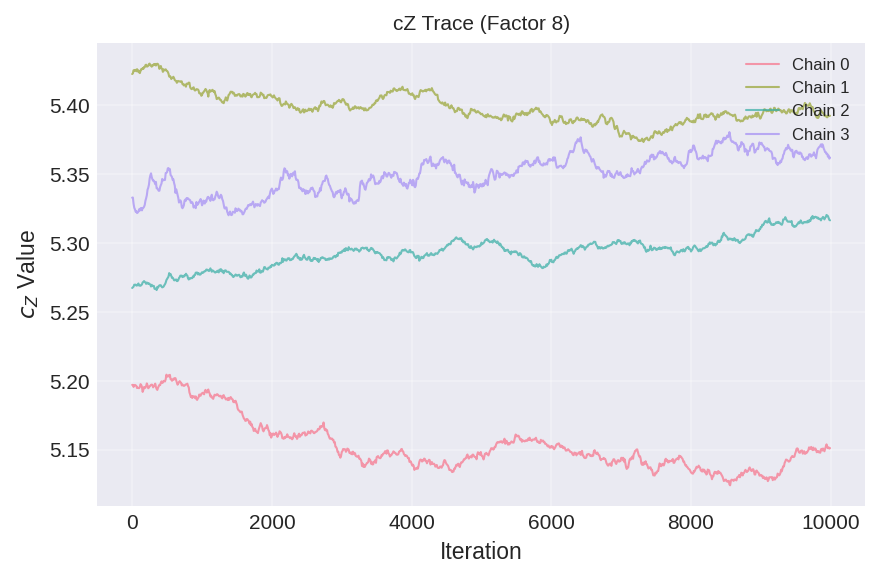 cZ Trace (Factor 8)
Chain 0
Chain 1
Chain 2
Chain 3
5.40
5.35
5.30
5.25
5.20
5.15
cZ Value
0 2000 4000 6000 8000 10000
Iteration